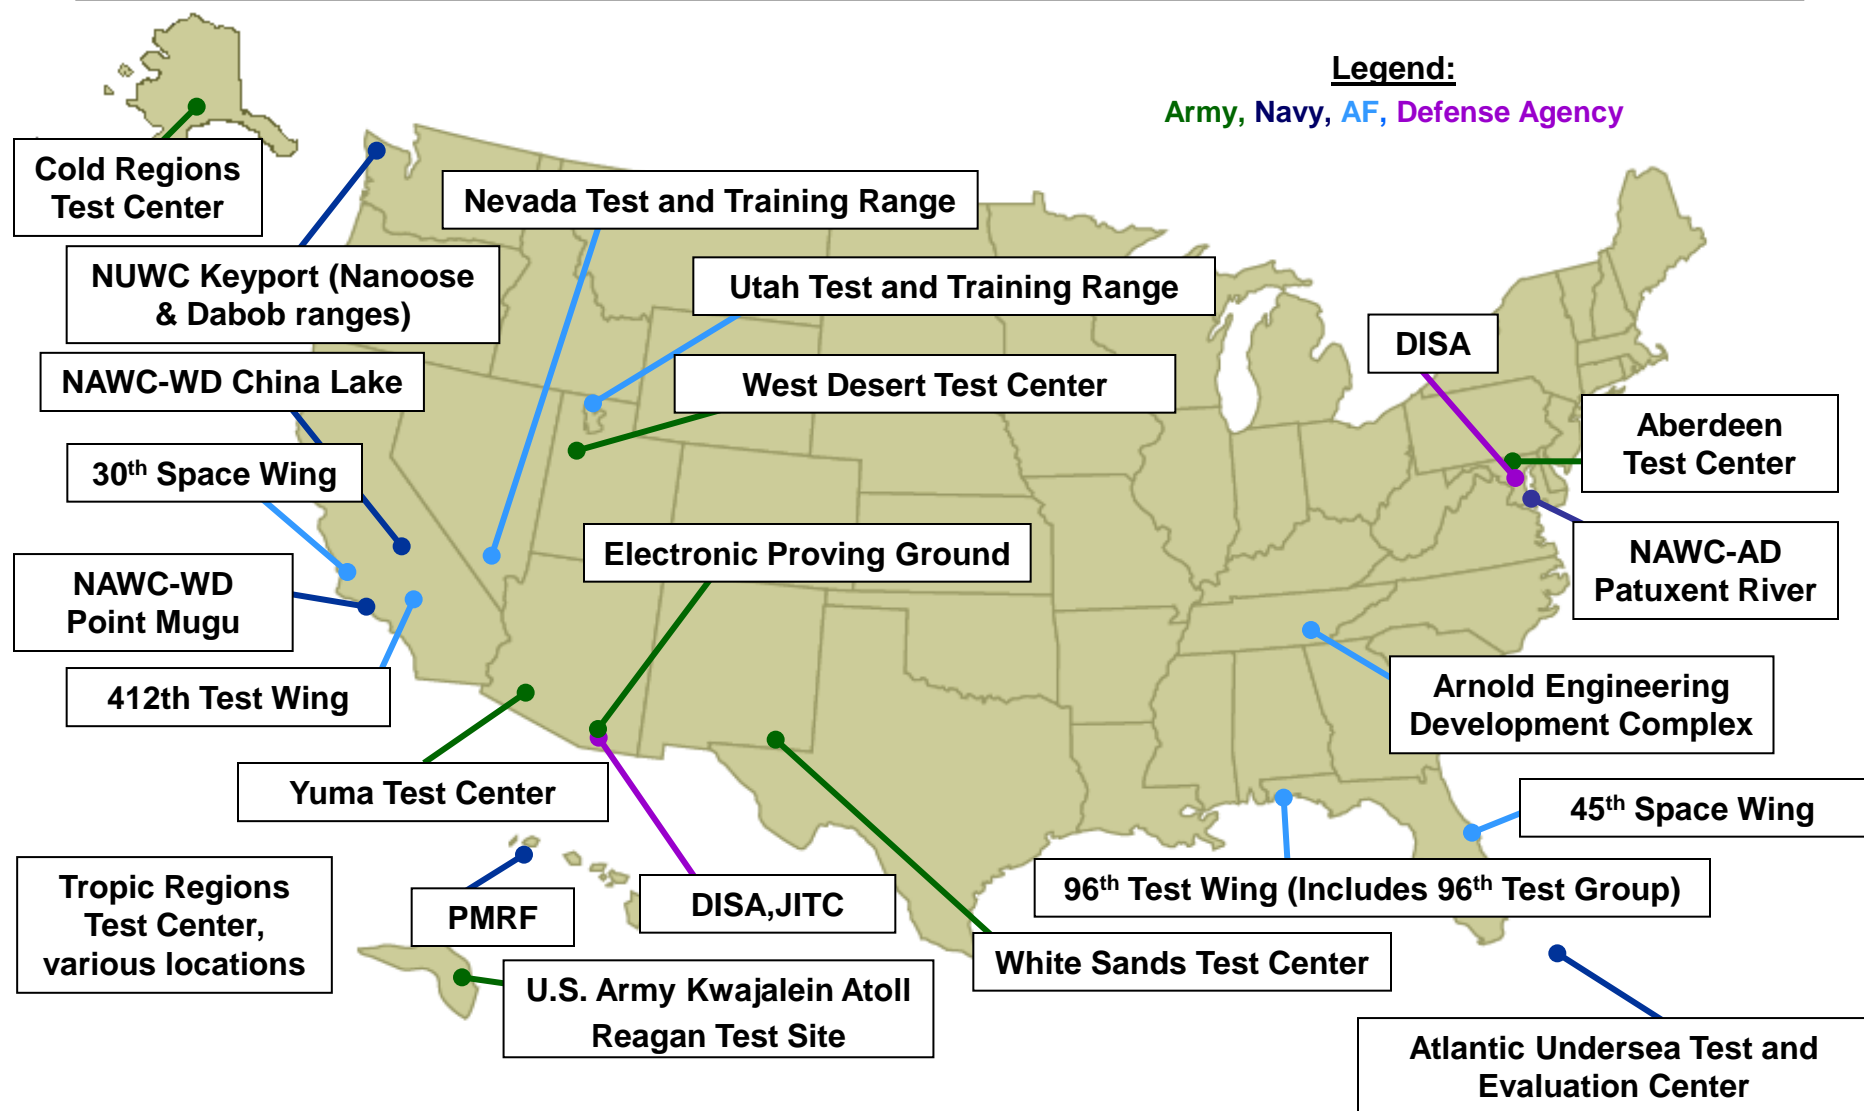 Legend:
Army, Navy, AF, Defense Agency
Cold Regions
Test Center
Nevada Test and Training Range
NUWC Keyport (Nanoose
& Dabob ranges)
Utah Test and Training Range
DISA
NAWC-WD China Lake
West Desert Test Center
Aberdeen
Test Center
30th Space Wing
Electronic Proving Ground
NAWC-AD
Patuxent River
NAWC-WD
Point Mugu
412th Test Wing
Arnold Engineering
Development Complex
Yuma Test Center
45th Space Wing
Tropic Regions
Test Center,
various locations
PMRF
DISA,JITC
96th Test Wing (Includes 96th Test Group)
White Sands Test Center
U.S. Army Kwajalein Atoll
Reagan Test Site
Atlantic Undersea Test and
Evaluation Center